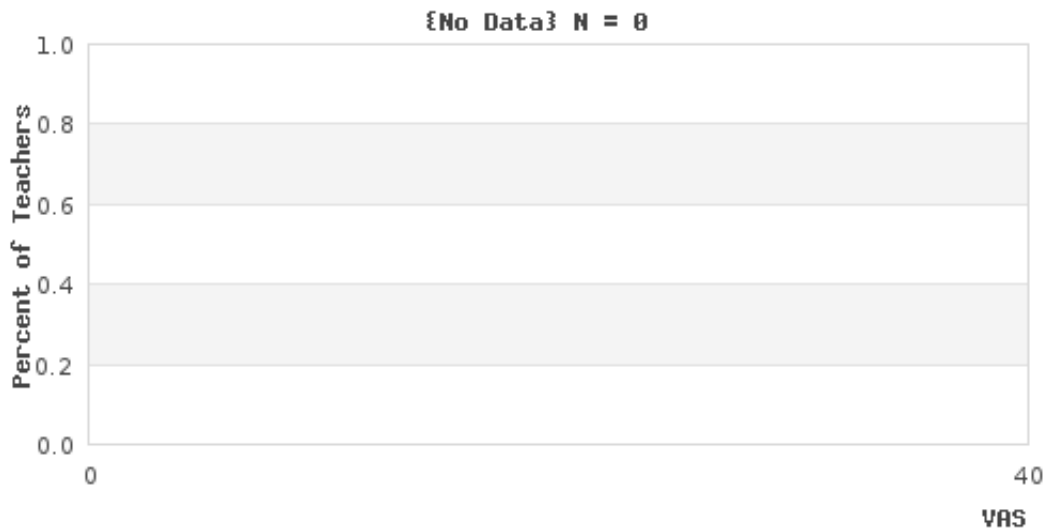 {No Data} N = 0
1.0
0.8
0.6
0.4
0.2
0.0
Percent of Teachers
0 40
VAS